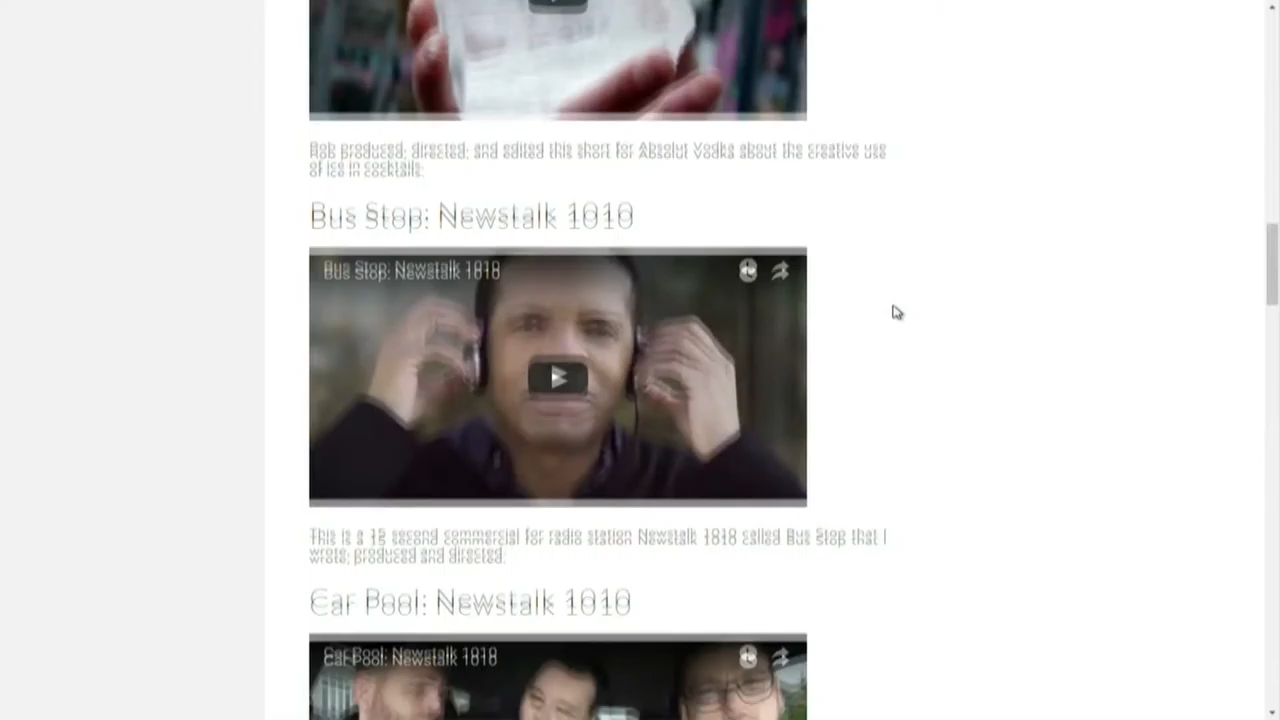 Rob produced, directed, and edited this short for Absolut Vodka about the creative use
of ice in cocktails.
Bus Stop: Newstalk 1010
Bus Stop: Newstalk 1010
This is a 15 second commercial for radio station Newstalk 1010 called Bus Stop that I
wrote, produced and directed.
Car Pool: Newstalk 1010
Car Pool: Newstalk 1010